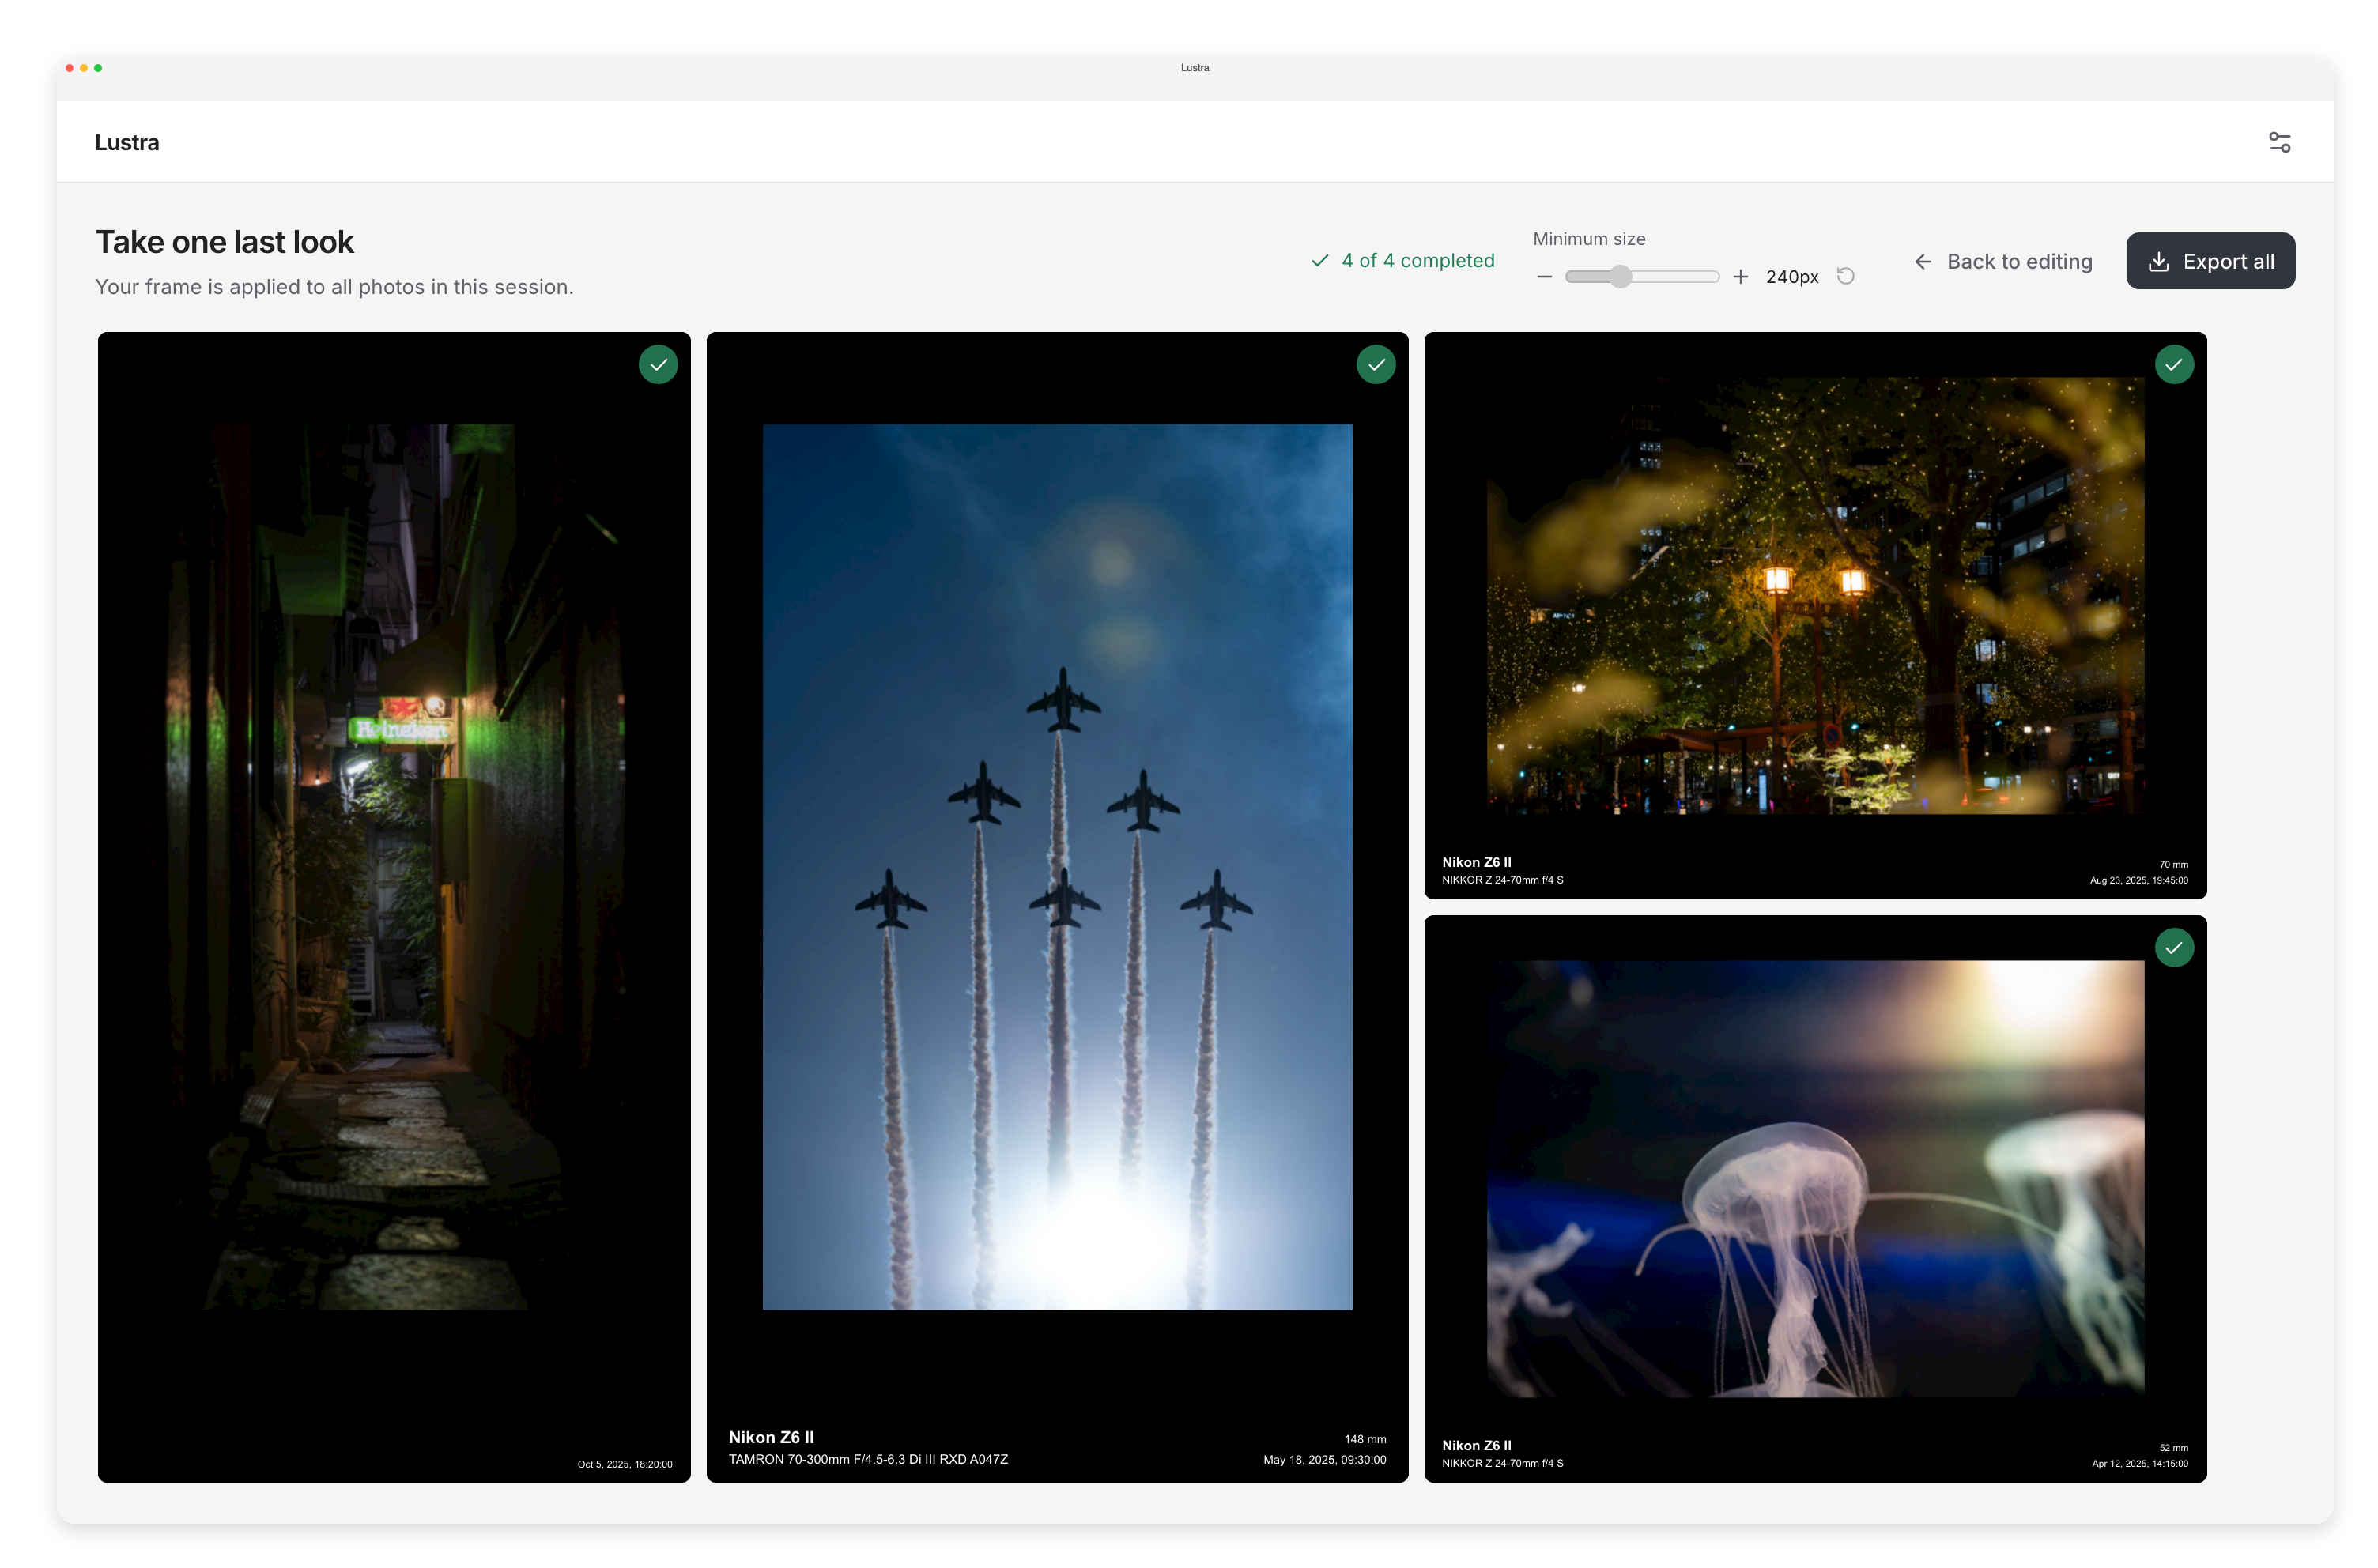 Lustra
Lustra
Take one last look
Your frame is applied to all photos in this session.
4 of 4 completed
Minimum size
240px
Back to editing
Export all
Heineken
Oct 5, 2025, 18:20:00
Nikon Z6 II
148 mm
TAMRON 70-300mm F/4.5-6.3 Di III RXD A047Z
May 18, 2025, 09:30:00
Nikon Z6 II
70 mm
NIKKOR Z 24-70mm f/4 S
Aug 23, 2025, 19:45:00
Nikon Z6 II
52 mm
NIKKOR Z 24-70mm f/4 S
Apr 12, 2025, 14:15:00